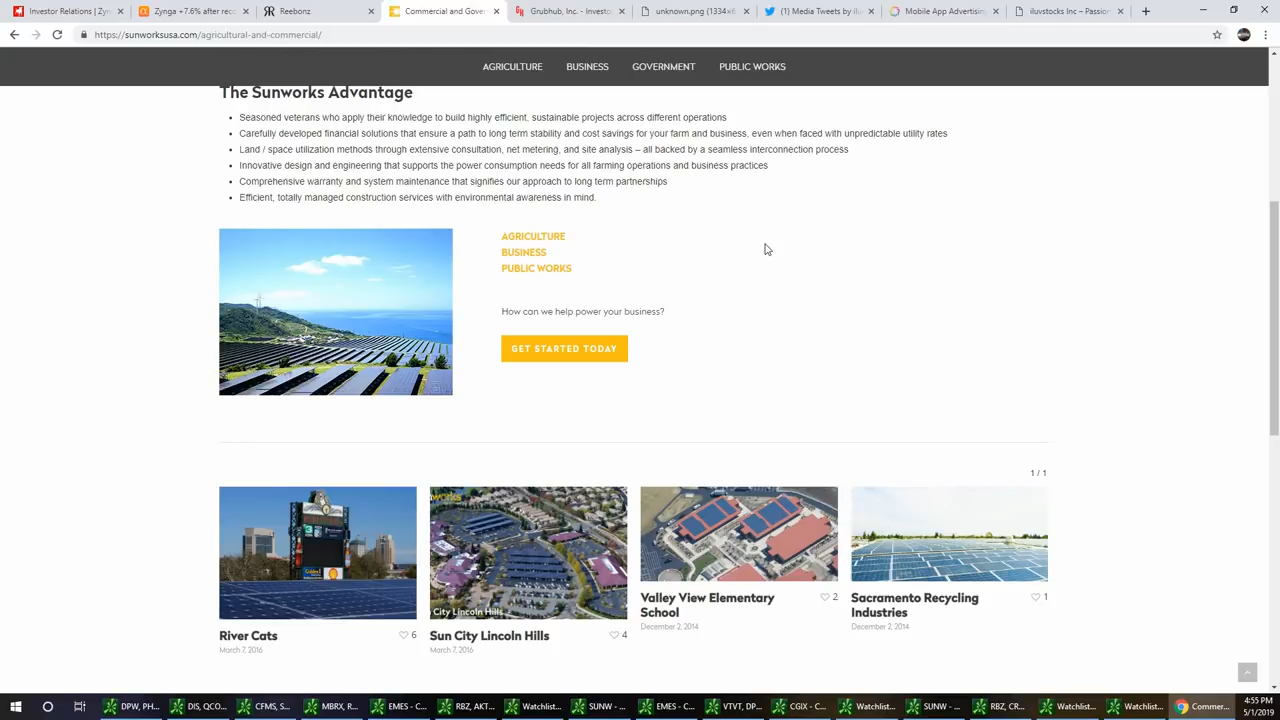 Investor Relations | Zyn
Zynga +7.6% after reco
Reebonz
Commercial and Gover
Grubhub, Inc. - Investo
unknown.png (1334×6
(1) Media Tweets by ilu
Mobile App Advertising
iluvstocks Inc – Passion
https://sunworksusa.com/agricultural-and-commercial/
AGRICULTURE BUSINESS GOVERNMENT PUBLIC WORKS
The Sunworks Advantage
• Seasoned veterans who apply their knowledge to build highly efficient, sustainable projects across different operations
• Carefully developed financial solutions that ensure a path to long term stability and cost savings for your farm and business, even when faced with unpredictable utility rates
• Land / space utilization methods through extensive consultation, net metering, and site analysis – all backed by a seamless interconnection process
• Innovative design and engineering that supports the power consumption needs for all farming operations and business practices
• Comprehensive warranty and system maintenance that signifies our approach to long term partnerships
• Efficient, totally managed construction services with environmental awareness in mind.
AGRICULTURE
BUSINESS
PUBLIC WORKS
How can we help power your business?
GET STARTED TODAY
1 / 1
works
City Lincoln Hills
River Cats
6
March 7, 2016
Sun City Lincoln Hills
4
March 7, 2016
Valley View Elementary
School
2
December 2, 2014
Sacramento Recycling
Industries
1
December 2, 2014
DPW, PH...
DIS, QCO...
CFMS, S...
MBRX, R...
EMES - C...
RBZ, AKT...
Watchlist...
SUNW - ...
EMES - C...
VTVT, DP...
CGIX - C...
Watchlist...
SUNW - ...
RBZ, CR...
Watchlist...
Commer...
4:55 PM
5/1/2019